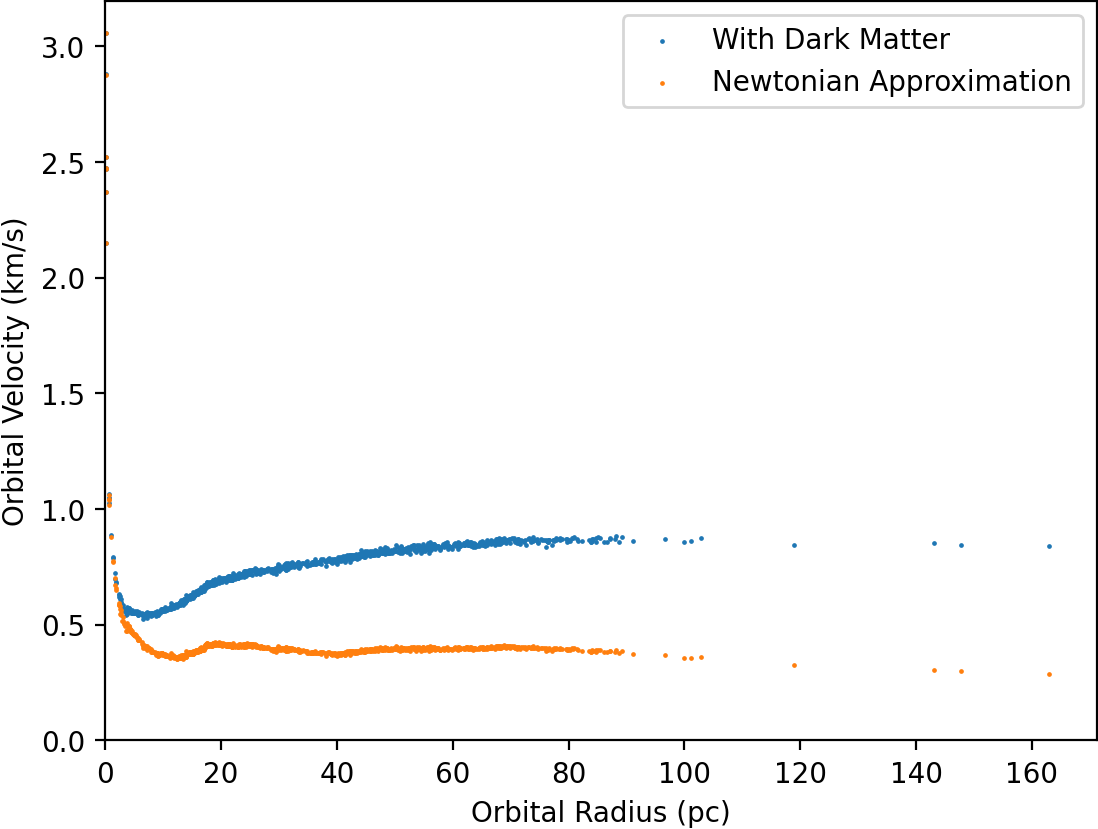 With Dark Matter
Newtonian Approximation
Orbital Velocity (km/s)
3.0
2.5
2.0
1.5
1.0
0.5
0.0
0 20 40 60 80 100 120 140 160
Orbital Radius (pc)